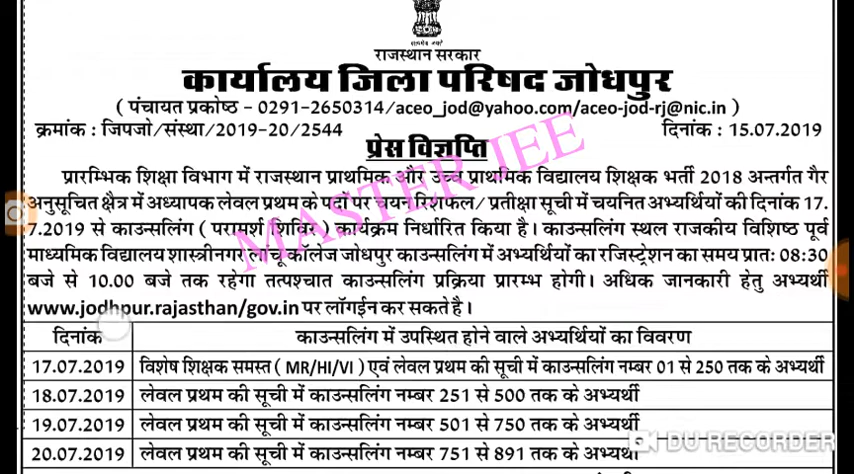 राजस्थान सरकार
कार्यालय जिला परिषद जोधपुर
( पंचायत प्रकोष्ठ - 0291-2650314/aceo_jod@yahoo.com/aceo-jod-rj@nic.in )
क्रमांक : जिपजो/संस्था/2019-20/2544 दिनांक : 15.07.2019
प्रेस विज्ञप्ति
प्रारम्भिक शिक्षा विभाग में राजस्थान प्राथमिक और उच्च प्राथमिक विद्यालय शिक्षक भर्ती 2018 अन्तर्गत गैर
अनुसूचित क्षैत्र में अध्यापक लेवल प्रथम के पदों पर चयन रिशफल/ प्रतीक्षा सूची में चयनित अभ्यर्थियों की दिनांक 17.
7.2019 से काउन्सलिंग ( परामर्श शिविर ) कार्यक्रम निर्धारित किया है। काउन्सलिंग स्थल राजकीय विशिष्ठ पूर्व
माध्यमिक विद्यालय शास्त्रीनगर लांचू कॉलेज जोधपुर काउन्सलिंग में अभ्यर्थियों का रजिस्ट्रेशन का समय प्रात: 08:30
बजे से 10.00 बजे तक रहेगा तत्पश्चात काउन्सलिंग प्रक्रिया प्रारम्भ होगी। अधिक जानकारी हेतु अभ्यर्थी
www.jodhpur.rajasthan/gov.in पर लॉगईन कर सकते है।
दिनांक काउन्सलिंग में उपस्थित होने वाले अभ्यर्थियों का विवरण
17.07.2019 विशेष शिक्षक समस्त ( MR/HI/VI ) एवं लेवल प्रथम की सूची में काउन्सलिंग नम्बर 01 से 250 तक के अभ्यर्थी
18.07.2019 लेवल प्रथम की सूची में काउन्सलिंग नम्बर 251 से 500 तक के अभ्यर्थी
19.07.2019 लेवल प्रथम की सूची में काउन्सलिंग नम्बर 501 से 750 तक के अभ्यर्थी
20.07.2019 लेवल प्रथम की सूची में काउन्सलिंग नम्बर 751 से 891 तक के अभ्यर्थी
MASTER JEE
DU RECORDER